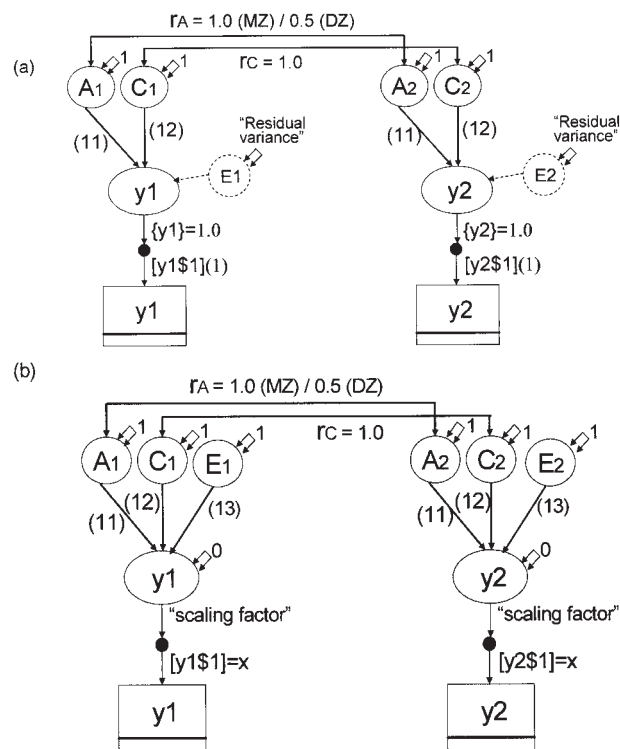 (a)
rA = 1.0 (MZ) / 0.5 (DZ)
rC = 1.0
A1 1 C1 1 A2 1 C2 1
(11) (12) "Residual variance" (11) (12) "Residual variance"
y1 E1 y2 E2
{y1}=1.0 {y2}=1.0
[y1$1](1) [y2$1](1)
y1 y2
(b)
rA = 1.0 (MZ) / 0.5 (DZ)
rC = 1.0
A1 1 C1 1 E1 1 A2 1 C2 1 E2 1
(11) (12) (13) (11) (12) (13)
y1 0 y2 0
"scaling factor" "scaling factor"
[y1$1]=x [y2$1]=x
y1 y2